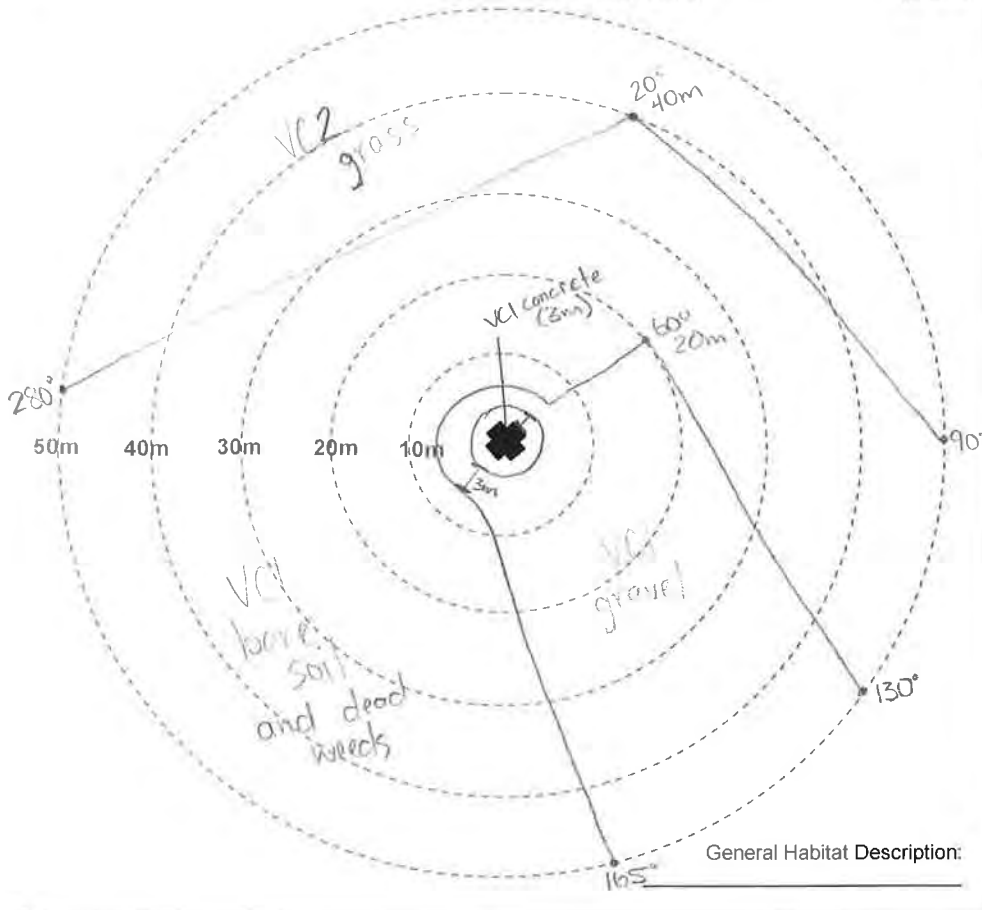 20°
40m
VC2
grass
VC1 concrete
(3m)
60°
20m
280°
50m 40m 30m 20m 10m
90°
3m
VC1
gravel
VC1
bare
soil
and dead
weeds
130°
General Habitat Description:
165°